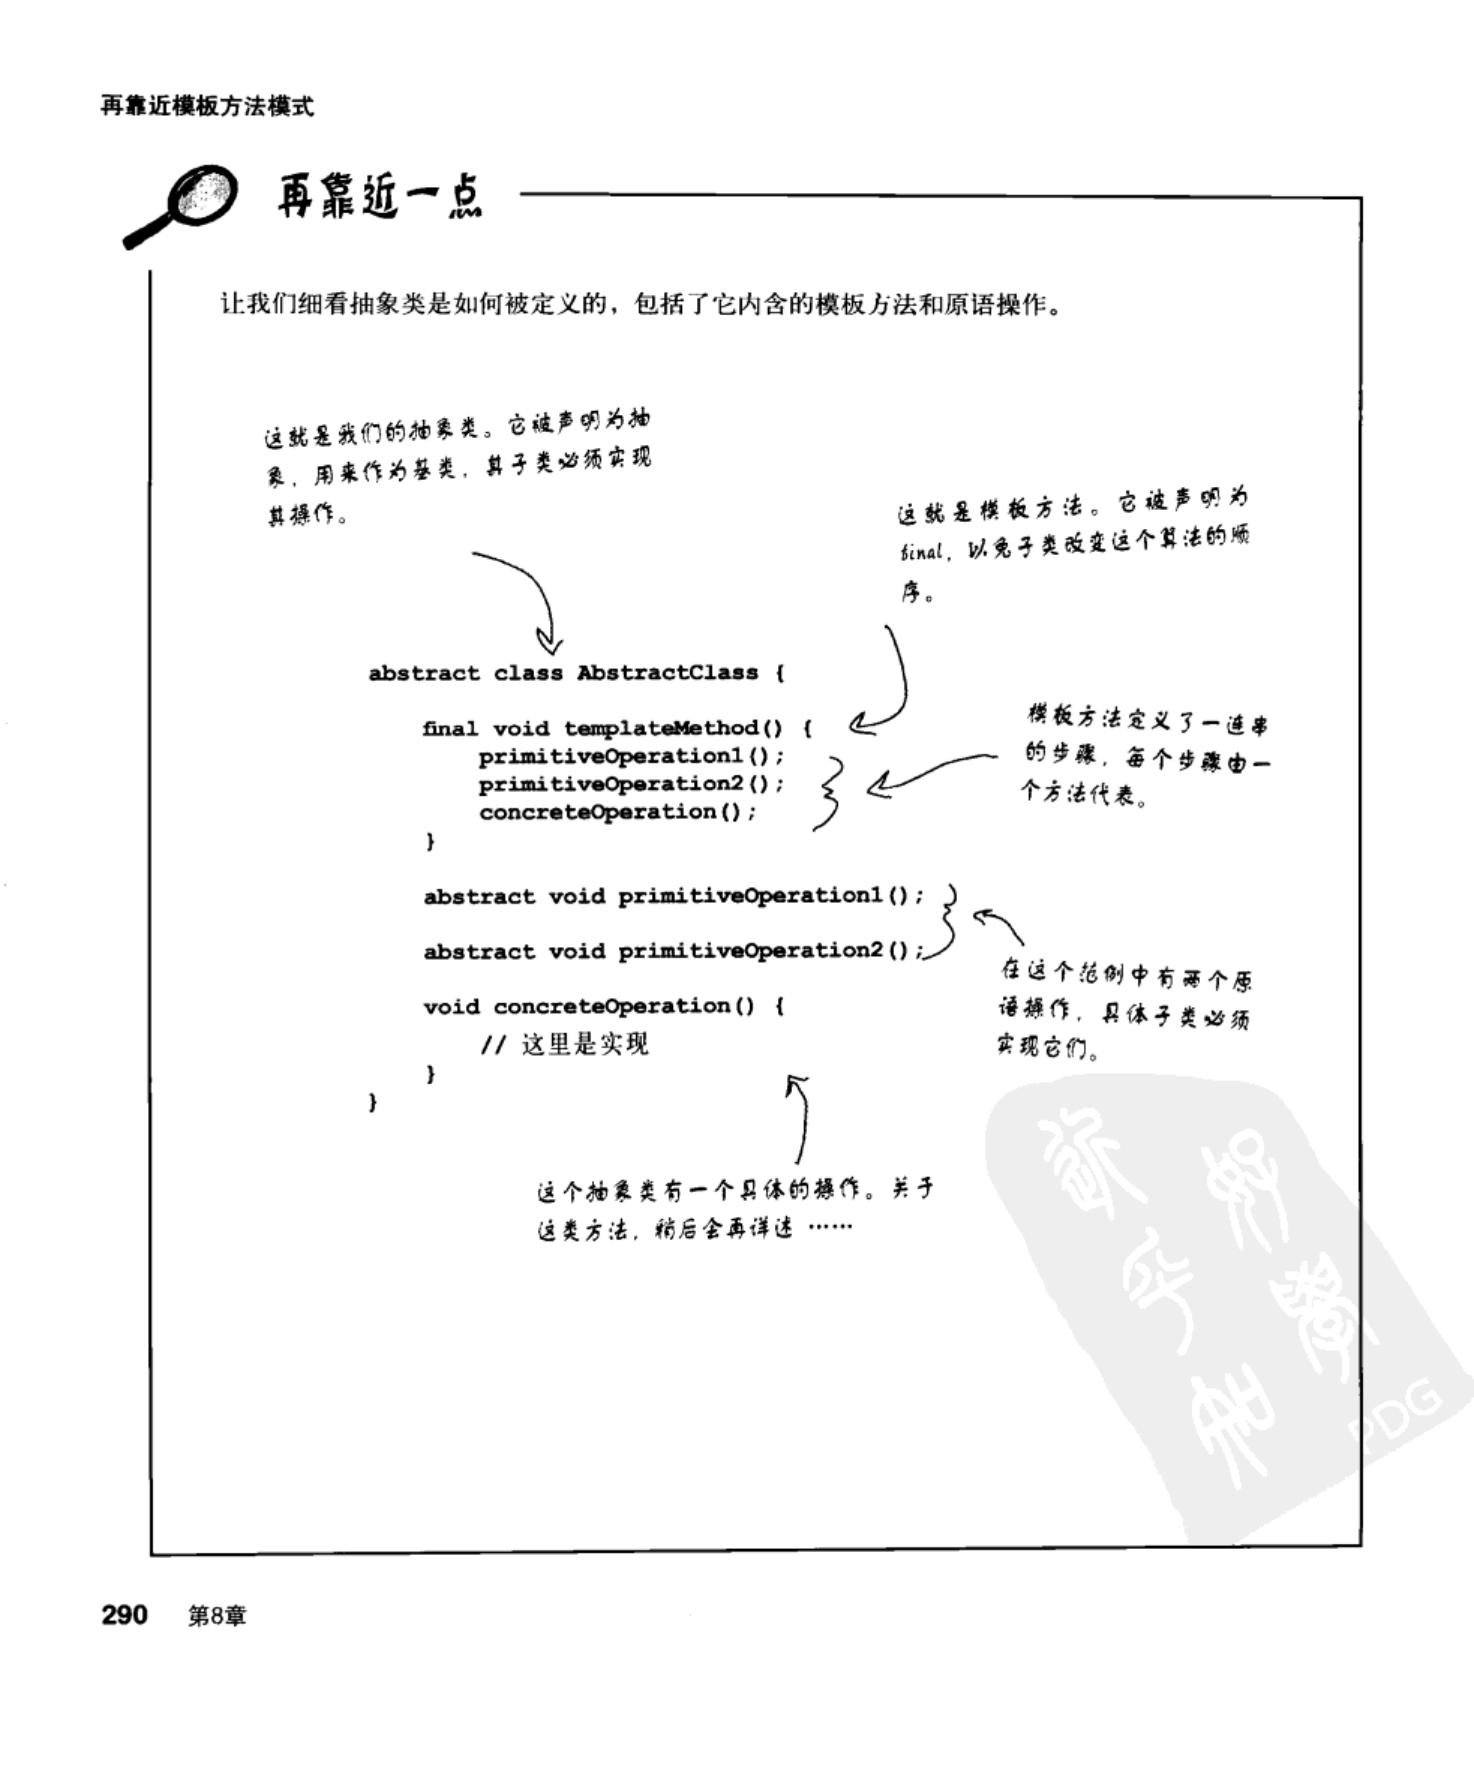 再靠近模板方法模式
再靠近一点
让我们细看抽象类是如何被定义的，包括了它内含的模板方法和原语操作。
这就是我们的抽象类。它被声明为抽
象，用来作为基类，其子类必须实现
其操作。
这就是模板方法。它被声明为
final，以免子类改变这个算法的顺
序。
abstract class AbstractClass {
final void templateMethod() {
primitiveOperation1();
primitiveOperation2();
concreteOperation();
}
模板方法定义了一连串
的步骤，每个步骤由一
个方法代表。
abstract void primitiveOperation1();
abstract void primitiveOperation2();
在这个范例中有两个原
语操作，具体子类必须
实现它们。
void concreteOperation() {
// 这里是实现
}
}
这个抽象类有一个具体的操作。关于
这类方法，稍后会再详述 ……
PDG
290 第8章